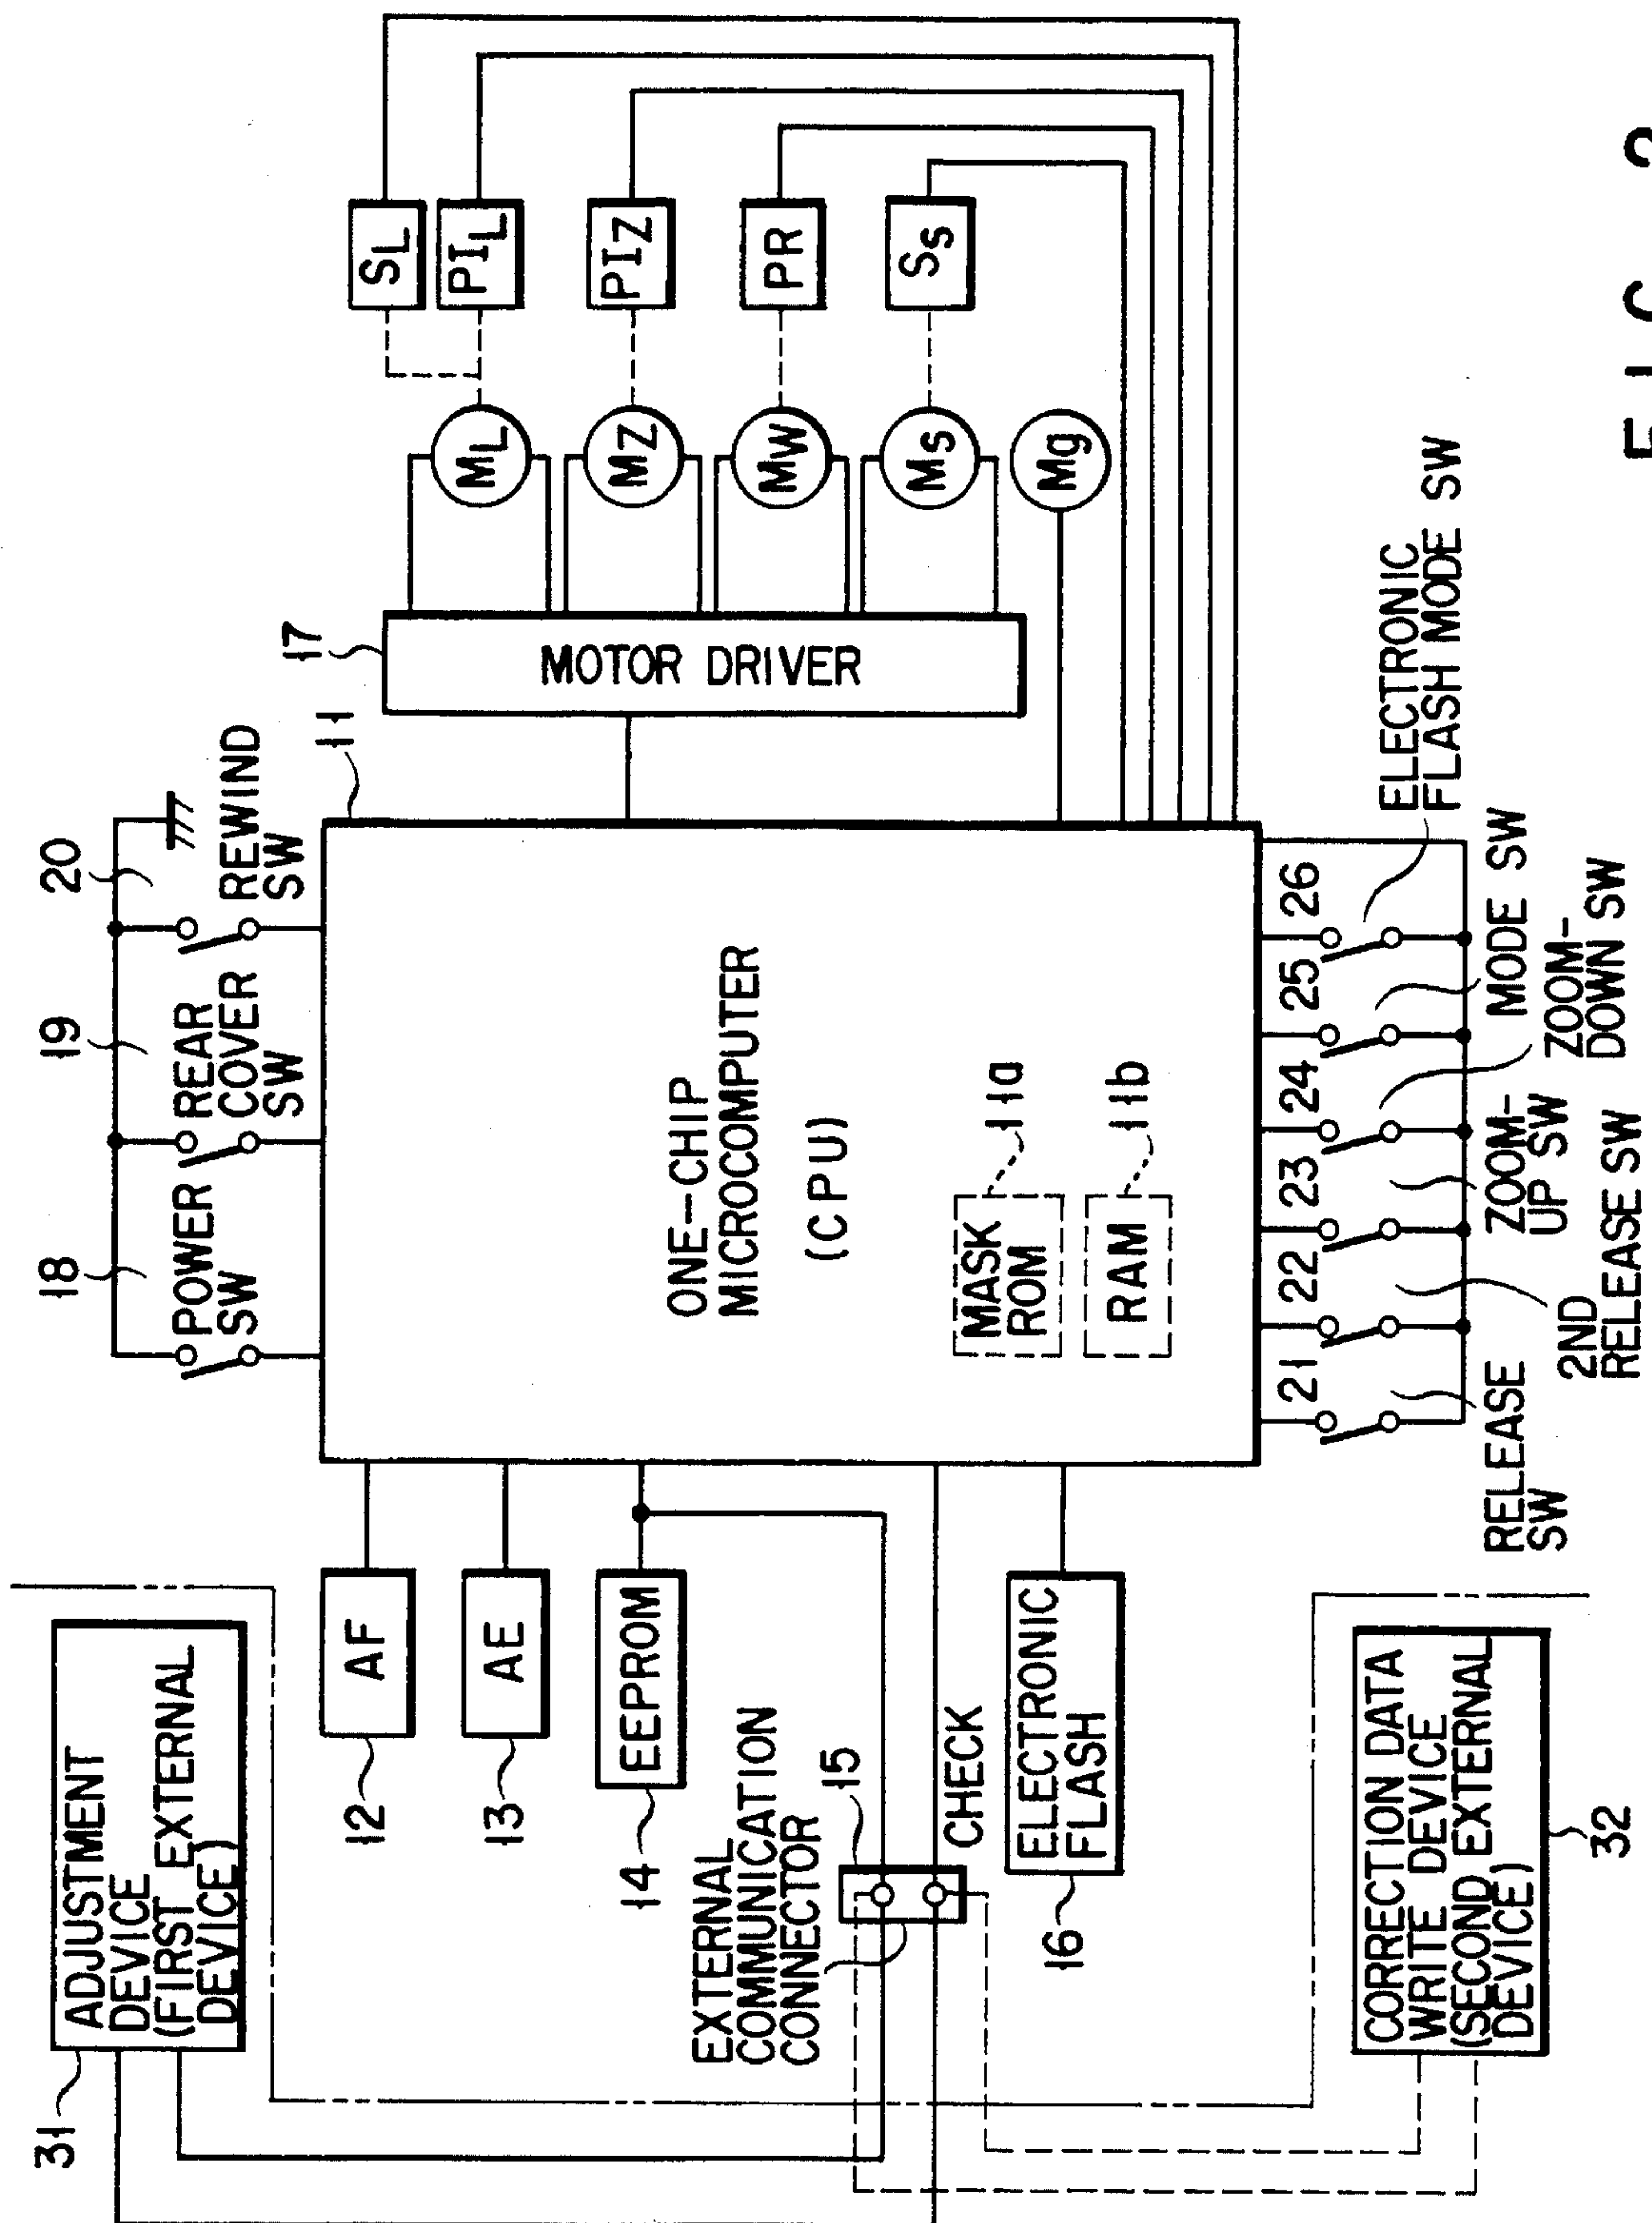 31
ADJUSTMENT
DEVICE
(FIRST EXTERNAL
DEVICE)
18
POWER
SW
19
REAR
COVER
SW
20
REWIND
SW
11
17
MOTOR DRIVER
ML
MZ
MW
MS
Mg
SL
PIL
PIZ
PR
SS
12
AF
13
AE
14
EEPROM
EXTERNAL
COMMUNICATION
CONNECTOR
15
CHECK
16
ELECTRONIC
FLASH
ONE-CHIP
MICROCOMPUTER
(CPU)
MASK
ROM
11a
RAM
11b
21
22
23
24
25
26
RELEASE
SW
2ND
RELEASE SW
ZOOM-
UP SW
ZOOM-
DOWN SW
MODE SW
ELECTRONIC
FLASH MODE SW
CORRECTION DATA
WRITE DEVICE
(SECOND EXTERNAL
DEVICE)
32